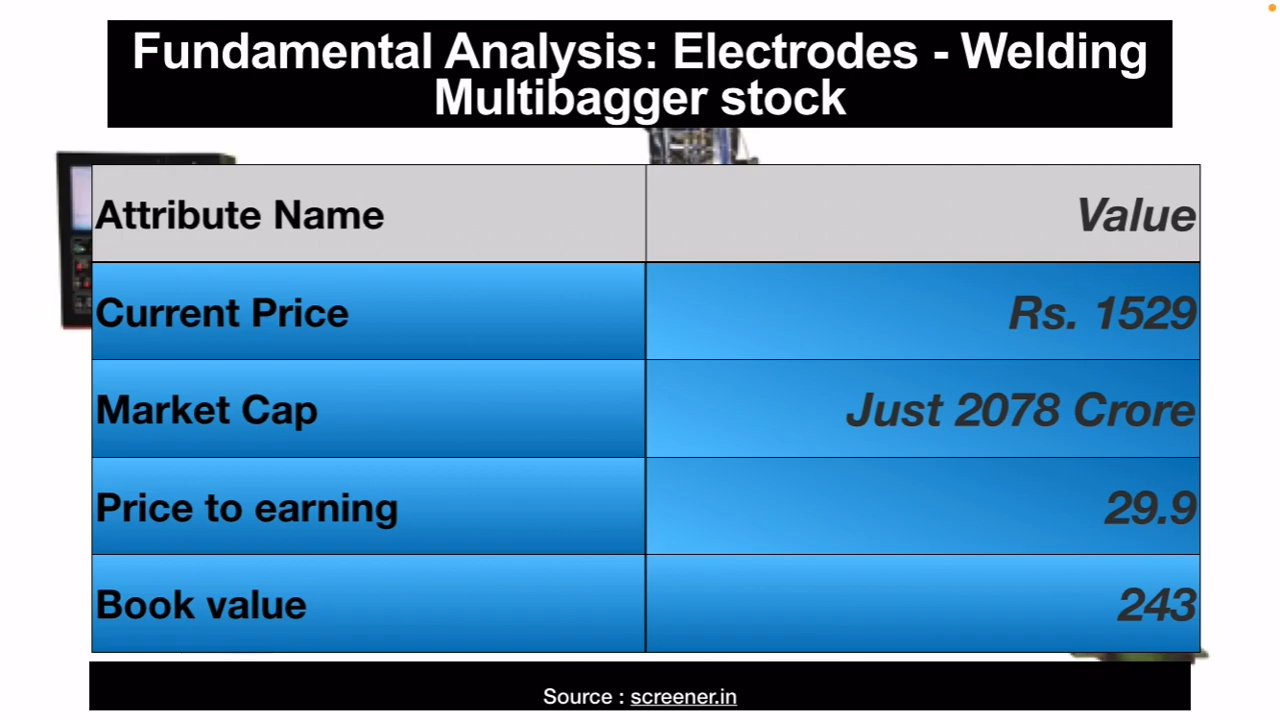 Fundamental Analysis: Electrodes - Welding
Multibagger stock
Attribute Name Value
Current Price Rs. 1529
Market Cap Just 2078 Crore
Price to earning 29.9
Book value 243
Source : screener.in